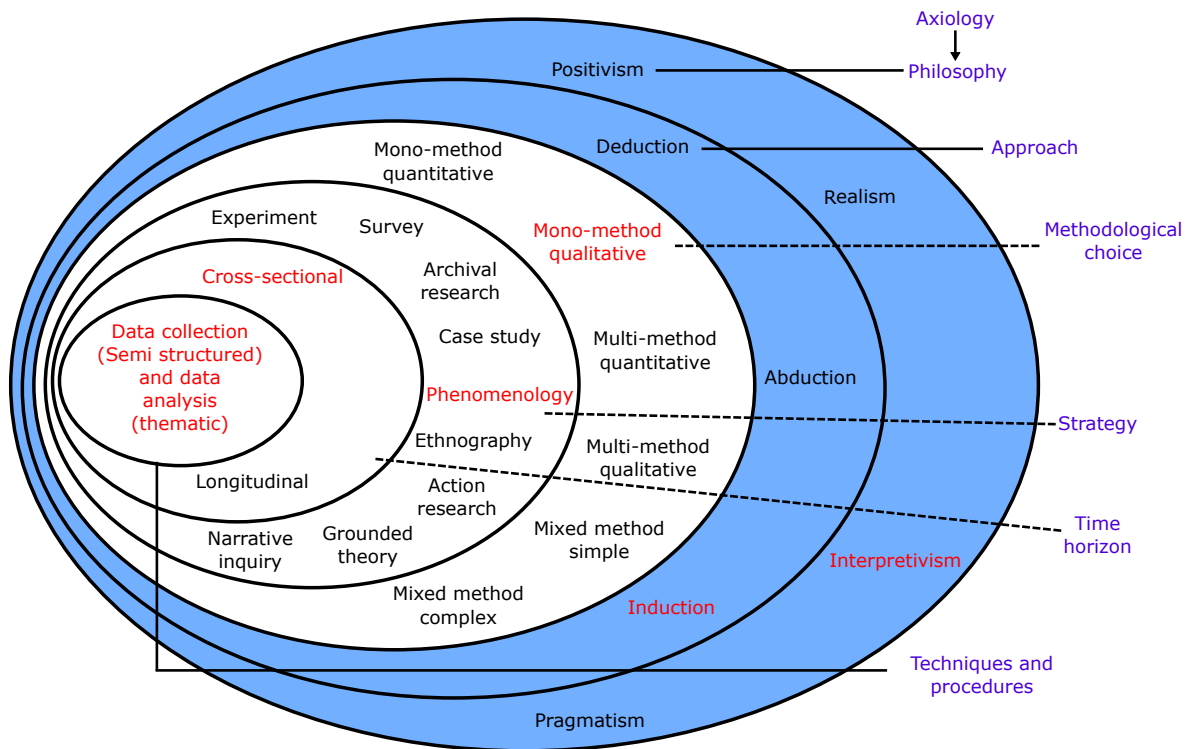 Axiology
Positivism
Philosophy
Deduction
Approach
Mono-method
quantitative
Realism
Experiment
Survey
Mono-method
qualitative
Methodological
choice
Cross-sectional
Archival
research
Data collection
(Semi structured)
and data
analysis
(thematic)
Case study
Multi-method
quantitative
Abduction
Phenomenology
Strategy
Ethnography
Multi-method
qualitative
Longitudinal
Action
research
Narrative
inquiry
Grounded
theory
Mixed method
simple
Time
horizon
Interpretivism
Mixed method
complex
Induction
Techniques and
procedures
Pragmatism